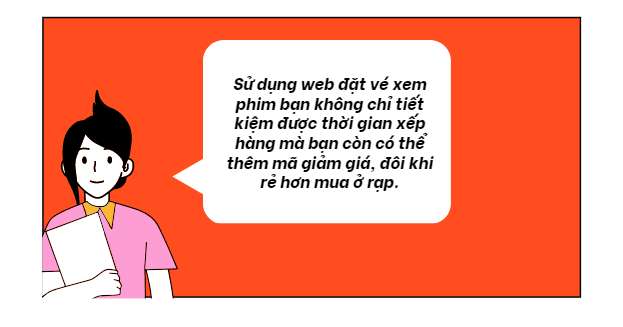 Sử dụng web đặt vé xem
phim bạn không chỉ tiết
kiệm được thời gian xếp
hàng mà bạn còn có thể
thêm mã giảm giá, đôi khi
rẻ hơn mua ở rạp.